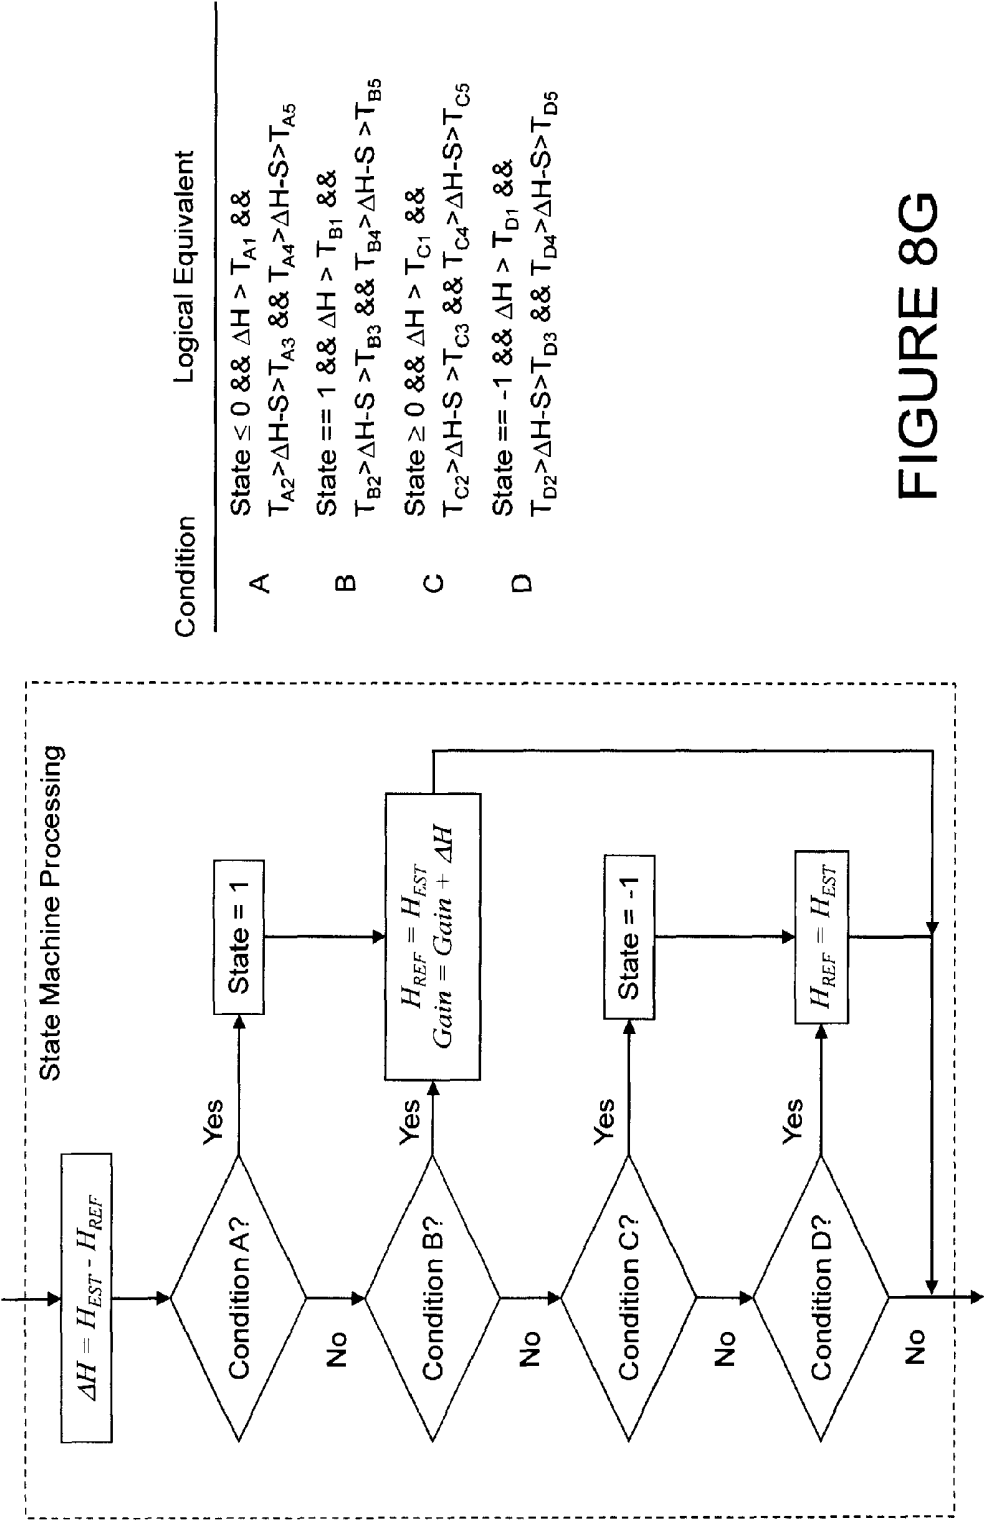 State Machine Processing
ΔH = H_EST - H_REF
Condition A?
Yes
State = 1
No
Condition B?
Yes
H_REF = H_EST
Gain = Gain + ΔH
No
Condition C?
Yes
State = -1
No
Condition D?
Yes
H_REF = H_EST
No
Condition Logical Equivalent
A State ≤ 0 && ΔH > T_A1 &&
T_A2>ΔH-S>T_A3 && T_A4>ΔH-S>T_A5
B State == 1 && ΔH > T_B1 &&
T_B2>ΔH-S >T_B3 && T_B4>ΔH-S >T_B5
C State ≥ 0 && ΔH > T_C1 &&
T_C2>ΔH-S >T_C3 && T_C4>ΔH-S>T_C5
D State == -1 && ΔH > T_D1 &&
T_D2>ΔH-S>T_D3 && T_D4>ΔH-S>T_D5
FIGURE 8G